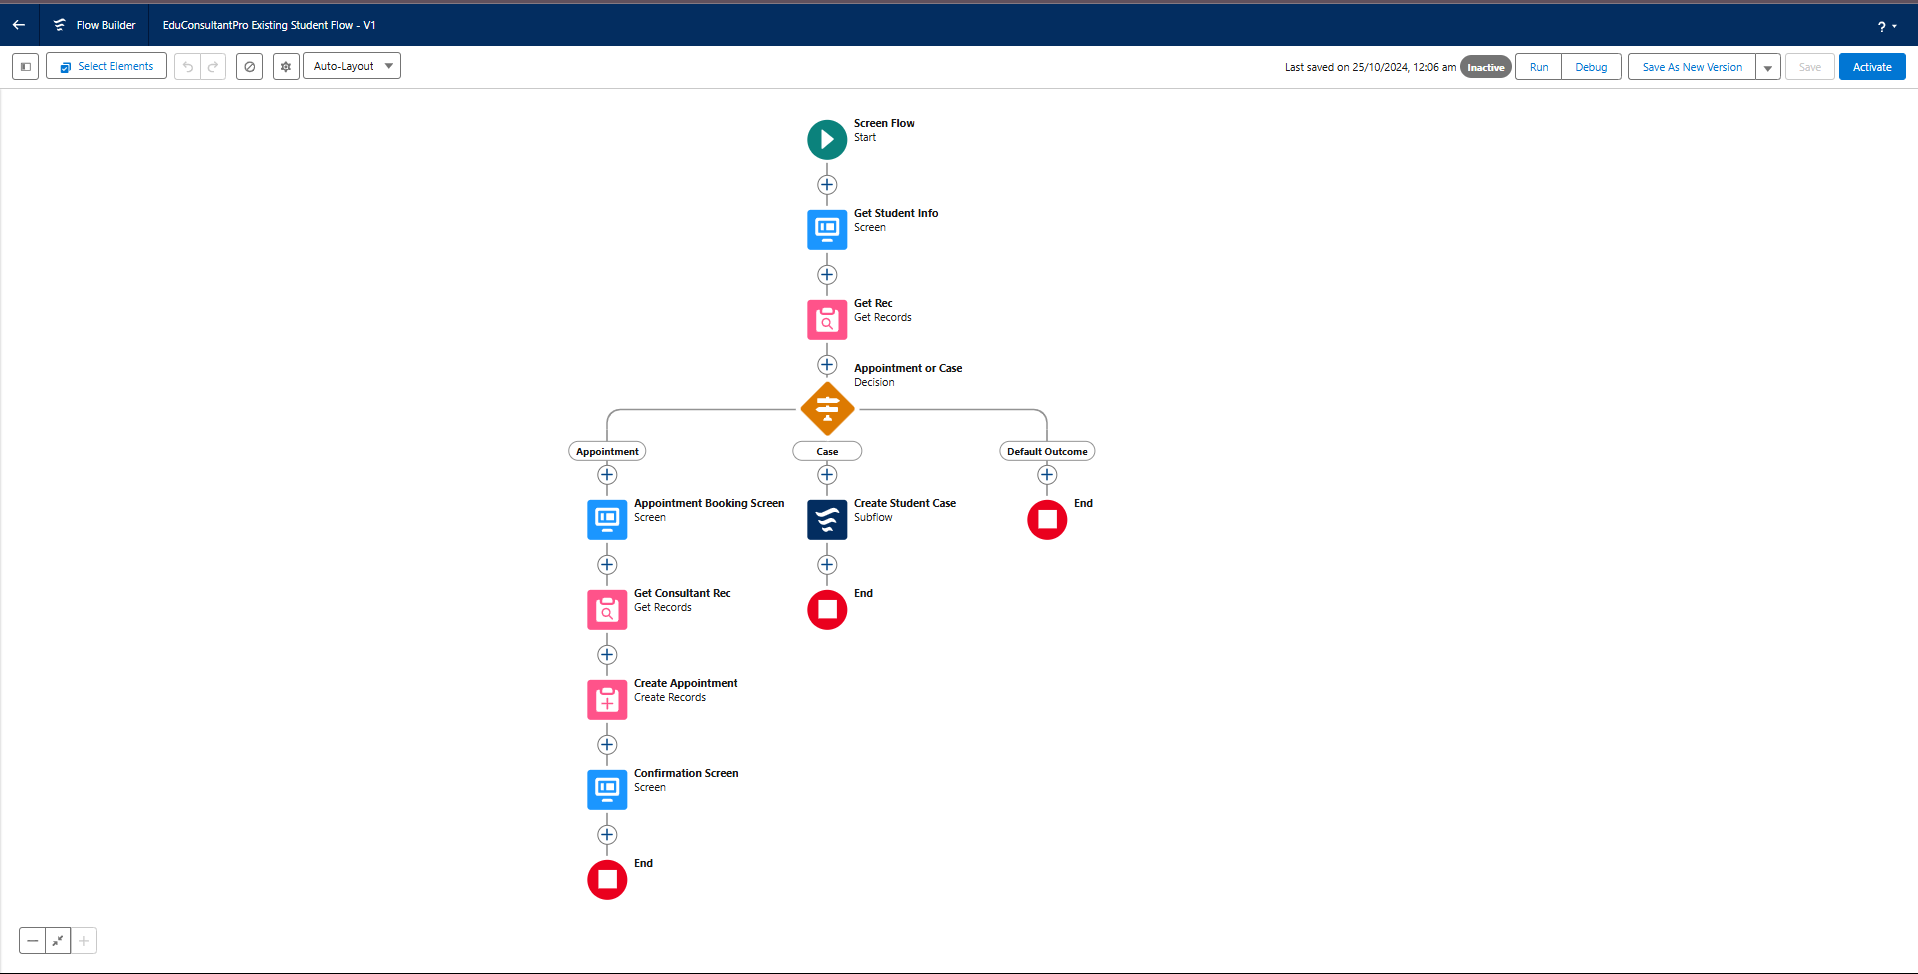 Flow Builder
EduConsultantPro Existing Student Flow - V1
?
Select Elements
Auto-Layout
Last saved on 25/10/2024, 12:06 am
Inactive
Run
Debug
Save As New Version
Save
Activate
Screen Flow
Start
Get Student Info
Screen
Get Rec
Get Records
Appointment or Case
Decision
Appointment
Case
Default Outcome
Appointment Booking Screen
Screen
Create Student Case
Subflow
End
Get Consultant Rec
Get Records
End
Create Appointment
Create Records
Confirmation Screen
Screen
End